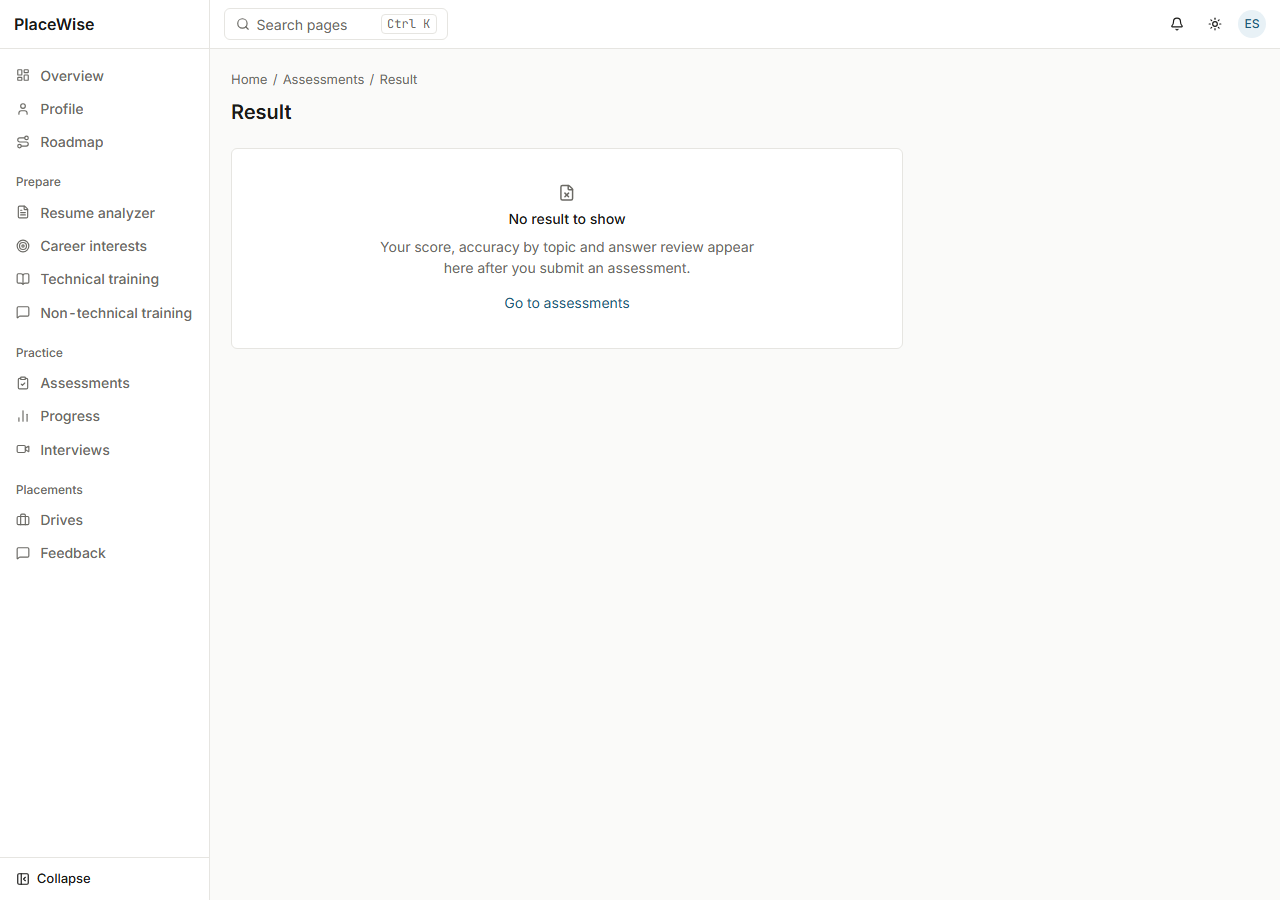 PlaceWise
Search pages
Ctrl K
ES
Overview
Profile
Roadmap
Prepare
Resume analyzer
Career interests
Technical training
Non-technical training
Practice
Assessments
Progress
Interviews
Placements
Drives
Feedback
Collapse
Home / Assessments / Result
Result
No result to show
Your score, accuracy by topic and answer review appear
here after you submit an assessment.
Go to assessments